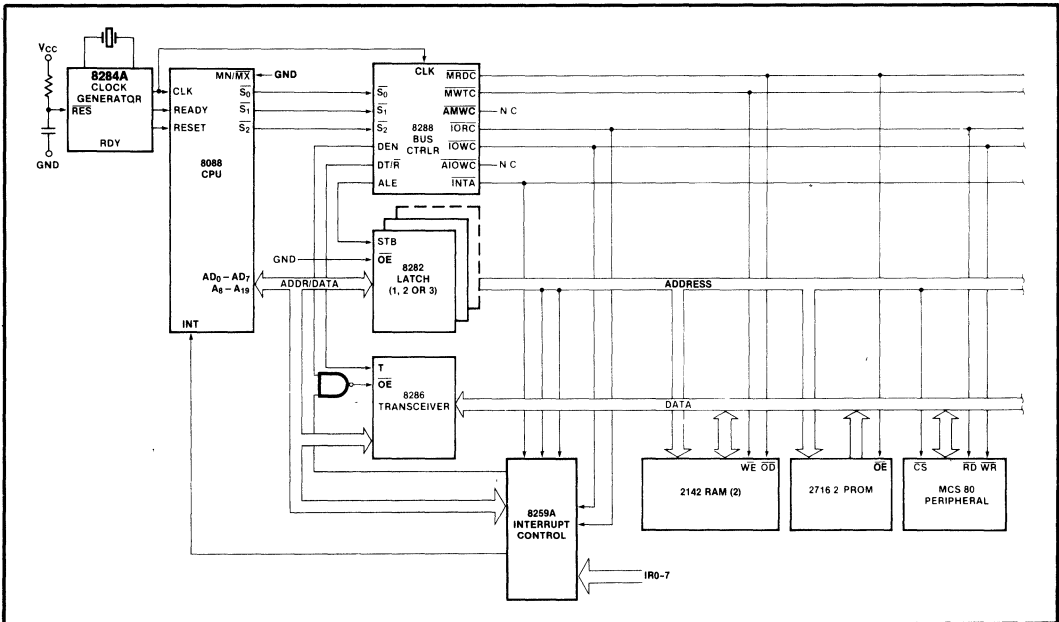 VCC
8284A
CLOCK
GENERATOR
RES
RDY
GND
MN/MX
GND
CLK
READY
RESET
S0
S1
S2
8088
CPU
AD0 – AD7
A8 – A19
INT
CLK
S0
S1
S2
DEN
DT/R
ALE
8288
BUS
CTRLR
MRDC
MWTC
AMWC
N C
IORC
IOWC
AIOWC
N C
INTA
STB
GND
OE
8282
LATCH
(1, 2 OR 3)
ADDR/DATA
ADDRESS
T
OE
8286
TRANSCEIVER
DATA
8259A
INTERRUPT
CONTROL
IR0-7
WE OD
2142 RAM (2)
OE
2716 2 PROM
CS
RD WR
MCS 80
PERIPHERAL